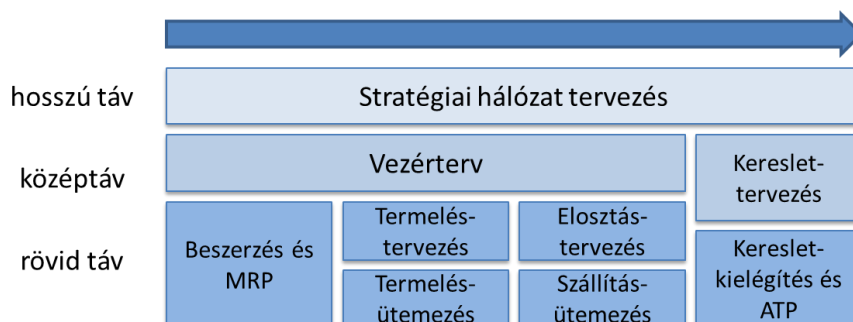 hosszú táv
Stratégiai hálózat tervezés
középtáv
Vezérterv
Kereslet-
tervezés
rövid táv
Beszerzés és
MRP
Termelés-
tervezés
Elosztás-
tervezés
Termelés-
ütemezés
Szállítás-
ütemezés
Kereslet-
kielégítés és
ATP